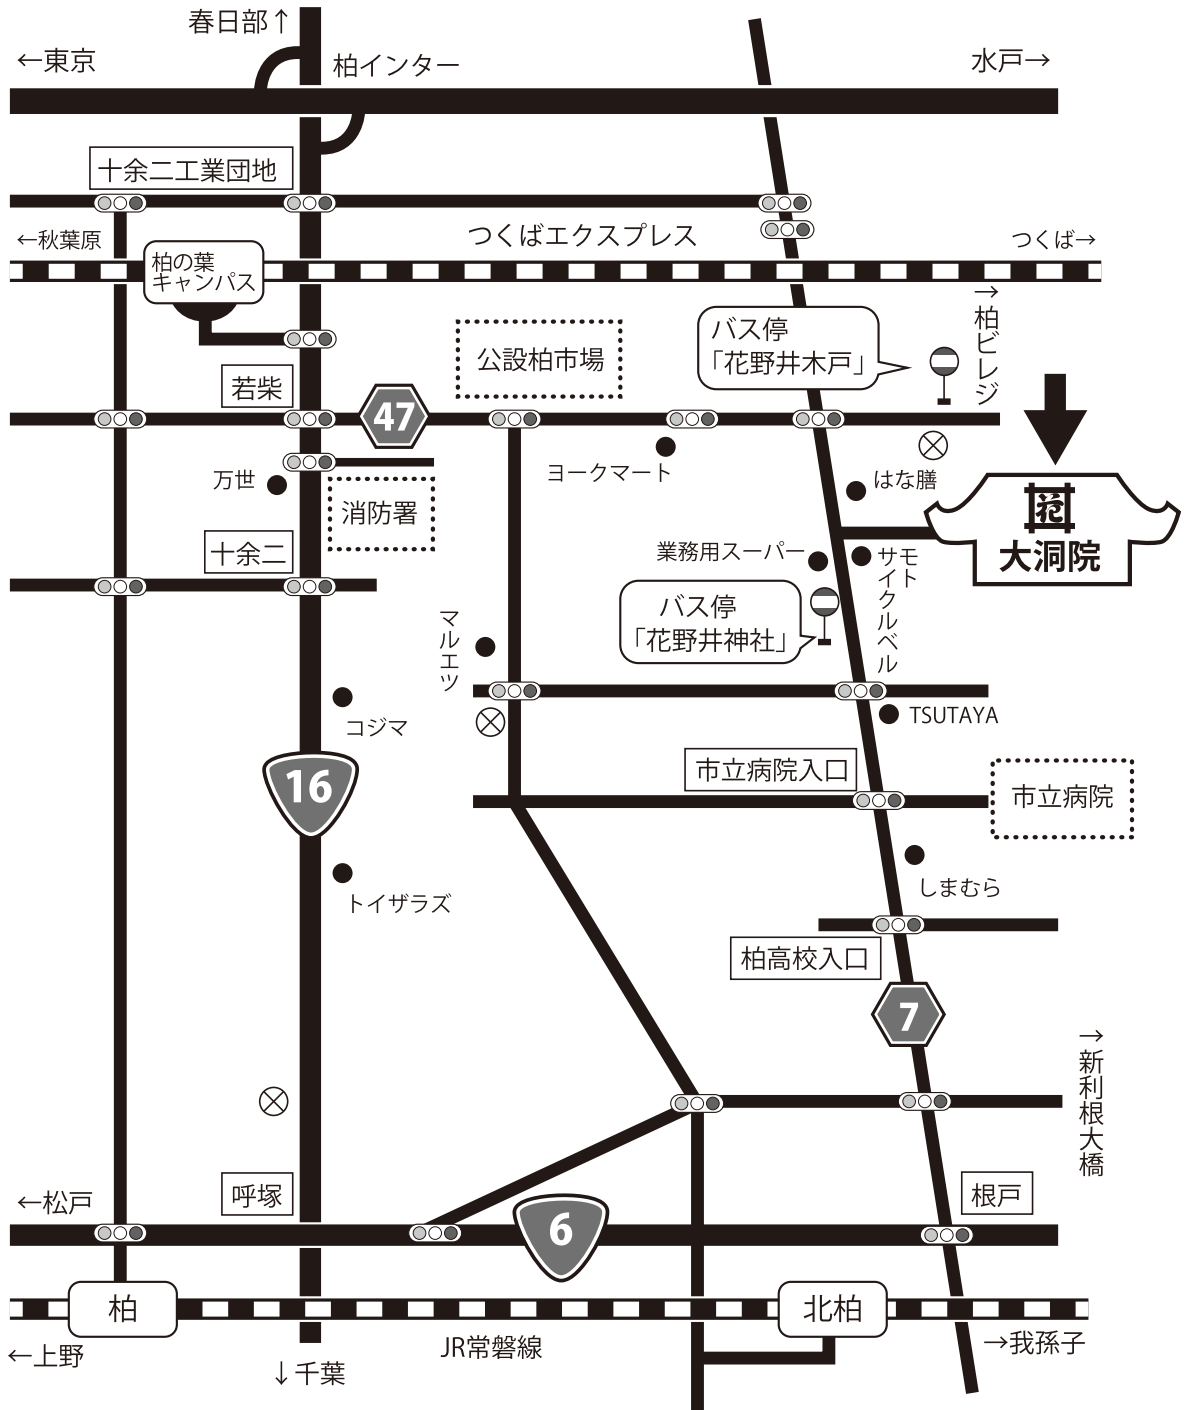 春日部↑
←東京
柏インター
水戸→
十余二工業団地
←秋葉原
つくばエクスプレス
つくば→
柏の葉
キャンパス
→柏ビレジ
バス停
「花野井木戸」
公設柏市場
若柴
47
ヨークマート
はな膳
万世
消防署
大洞院
十余二
業務用スーパー
サイクルベル
モト
バス停
「花野井神社」
マルエツ
コジマ
TSUTAYA
市立病院入口
市立病院
16
トイザラズ
しまむら
柏高校入口
7
→新利根大橋
呼塚
←松戸
6
根戸
柏
北柏
←上野
JR常磐線
→我孫子
↓千葉